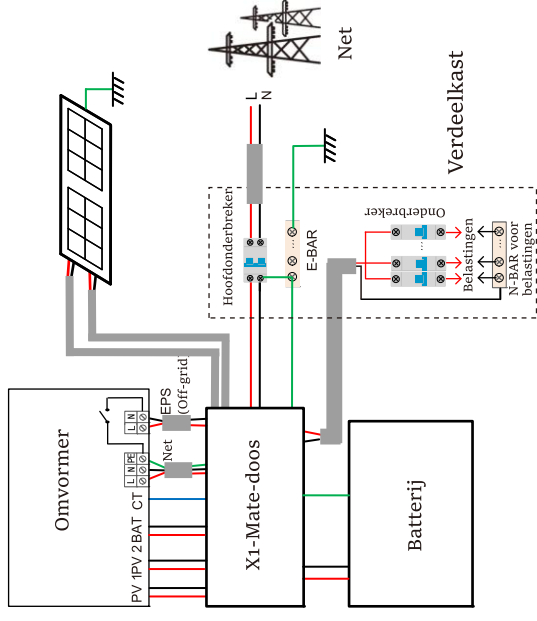 Net
L
N
Verdeelkast
Hoofdonderbreken
E-BAR
Onderbreker
...
...
Belastingen
N-BAR voor
belastingen
...
Omvormer
L N
EPS
(Off-grid)
L N PE
Net
PV 1 PV 2 BAT CT
X1-Mate-doos
Batterij